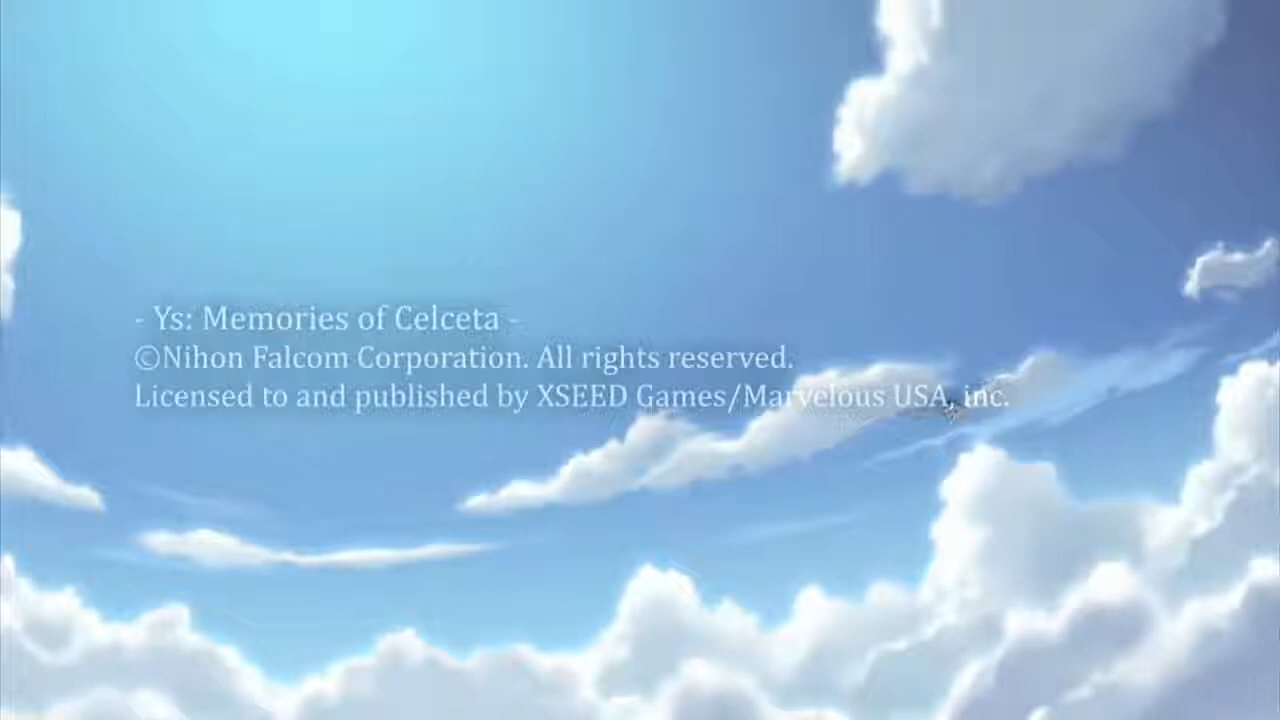 - Ys: Memories of Celceta -
©Nihon Falcom Corporation. All rights reserved.
Licensed to and published by XSEED Games/Marvelous USA, inc.